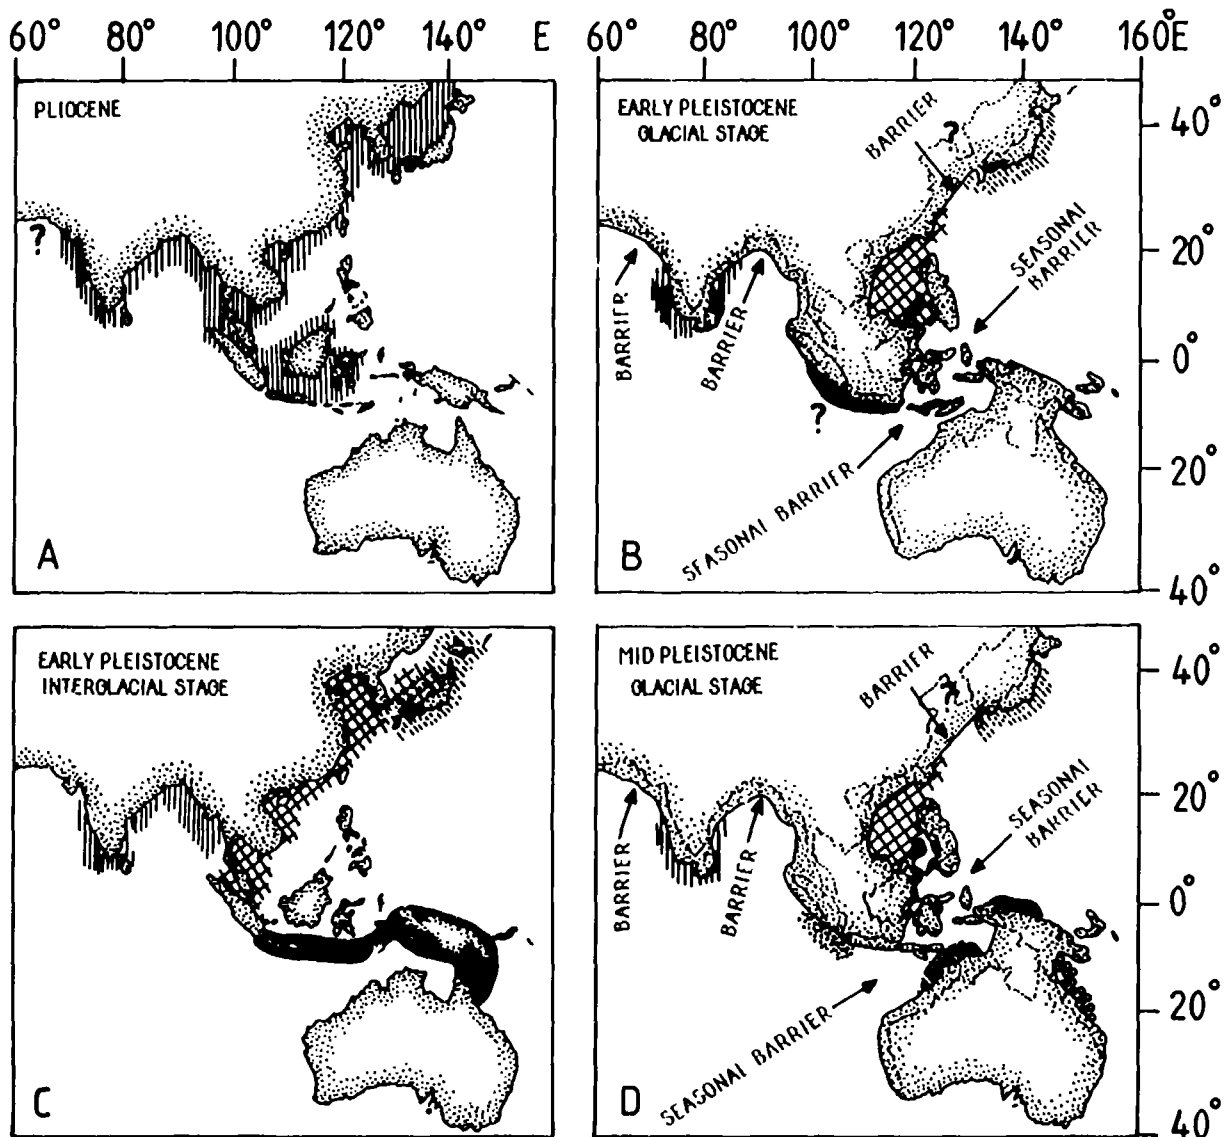 60° 80° 100° 120° 140° E
60° 80° 100° 120° 140° 160°E
PLIOCENE
?
A
EARLY PLEISTOCENE
GLACIAL STAGE
BARRIER
?
SEASONAL
BARRIER
BARRIER
BARRIER
?
SEASONAL BARRIER
B
40°
20°
0°
20°
40°
EARLY PLEISTOCENE
INTERGLACIAL STAGE
C
MID PLEISTOCENE
GLACIAL STAGE
BARRIER
?
SEASONAL
BARRIER
BARRIER
BARRIER
SEASONAL BARRIER
D
40°
20°
0°
20°
40°